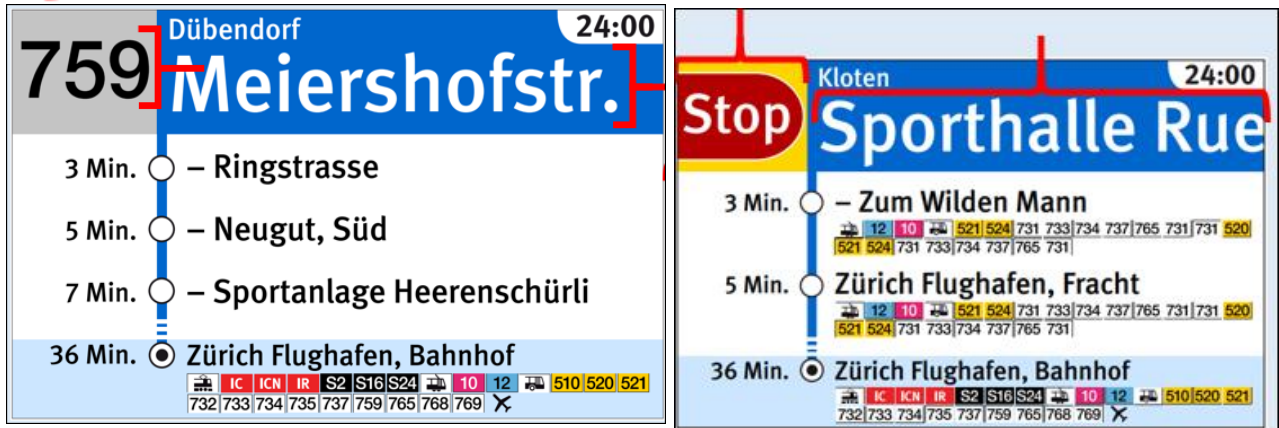 759
Dübendorf
24:00
Meiershofstr.
3 Min. – Ringstrasse
5 Min. – Neugut, Süd
7 Min. – Sportanlage Heerenschürli
36 Min. Zürich Flughafen, Bahnhof
IC ICN IR S2 S16 S24 10 12 510 520 521
732 733 734 735 737 759 765 768 769
Stop
Kloten
24:00
Sporthalle Rue
3 Min. – Zum Wilden Mann
12 10 521 524 731 733 734 737 765 731 731 520
521 524 731 733 734 737 765 731
5 Min. Zürich Flughafen, Fracht
12 10 521 524 731 733 734 737 765 731 731 520
521 524 731 733 734 737 765 731
36 Min. Zürich Flughafen, Bahnhof
IC ICN IR S2 S16 S24 10 12 510 520 521
732 733 734 735 737 759 765 768 769